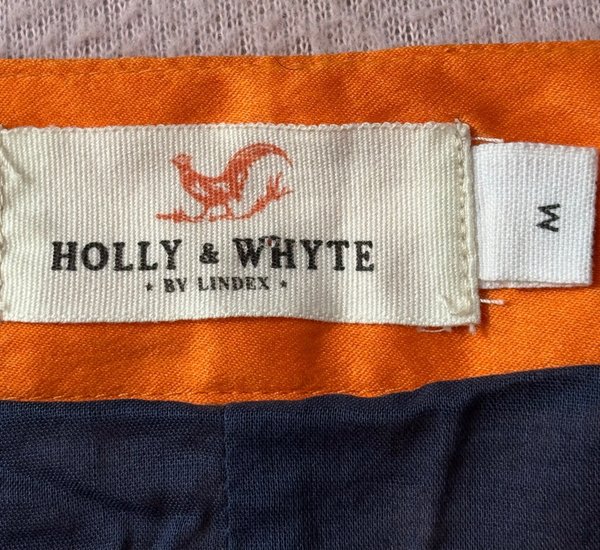 HOLLY & WHYTE
• BY LINDEX •
M